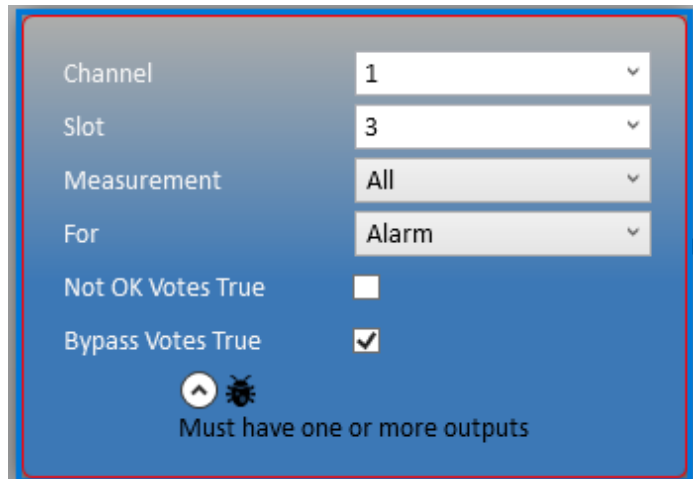 Channel 1
Slot 3
Measurement All
For Alarm
Not OK Votes True
Bypass Votes True
Must have one or more outputs